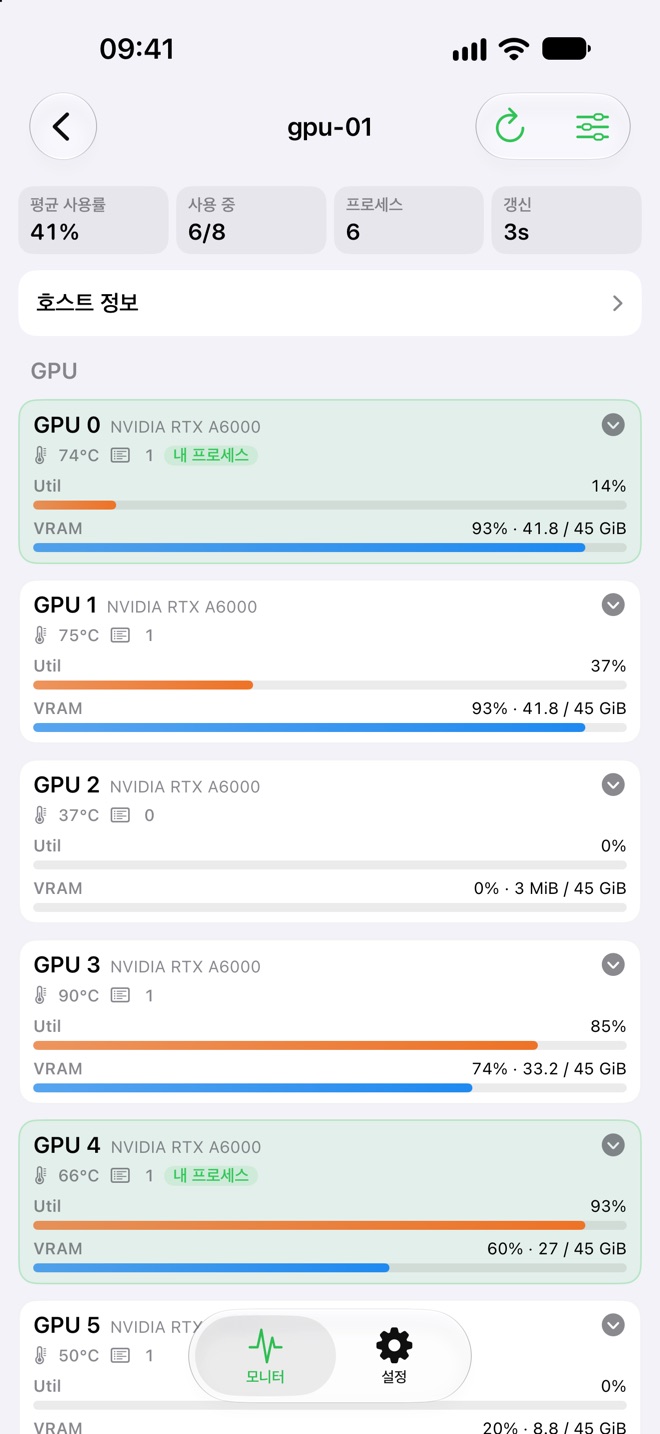 09:41
gpu-01
평균 사용률
41%
사용 중
6/8
프로세스
6
갱신
3s
호스트 정보
GPU
GPU 0 NVIDIA RTX A6000
74°C 1 내 프로세스
Util 14%
VRAM 93% · 41.8 / 45 GiB
GPU 1 NVIDIA RTX A6000
75°C 1
Util 37%
VRAM 93% · 41.8 / 45 GiB
GPU 2 NVIDIA RTX A6000
37°C 0
Util 0%
VRAM 0% · 3 MiB / 45 GiB
GPU 3 NVIDIA RTX A6000
90°C 1
Util 85%
VRAM 74% · 33.2 / 45 GiB
GPU 4 NVIDIA RTX A6000
66°C 1 내 프로세스
Util 93%
VRAM 60% · 27 / 45 GiB
GPU 5 NVIDIA RTX
50°C 1
모니터
설정
Util 0%
VRAM 20% · 8.8 / 45 GiB